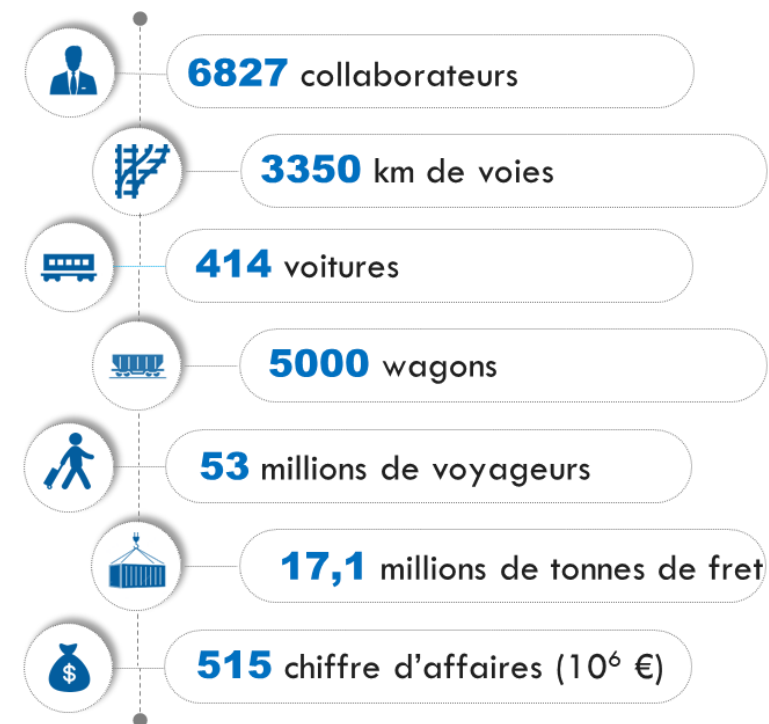 6827 collaborateurs
3350 km de voies
414 voitures
5000 wagons
53 millions de voyageurs
17,1 millions de tonnes de fret
515 chiffre d’affaires (10⁶ €)
$